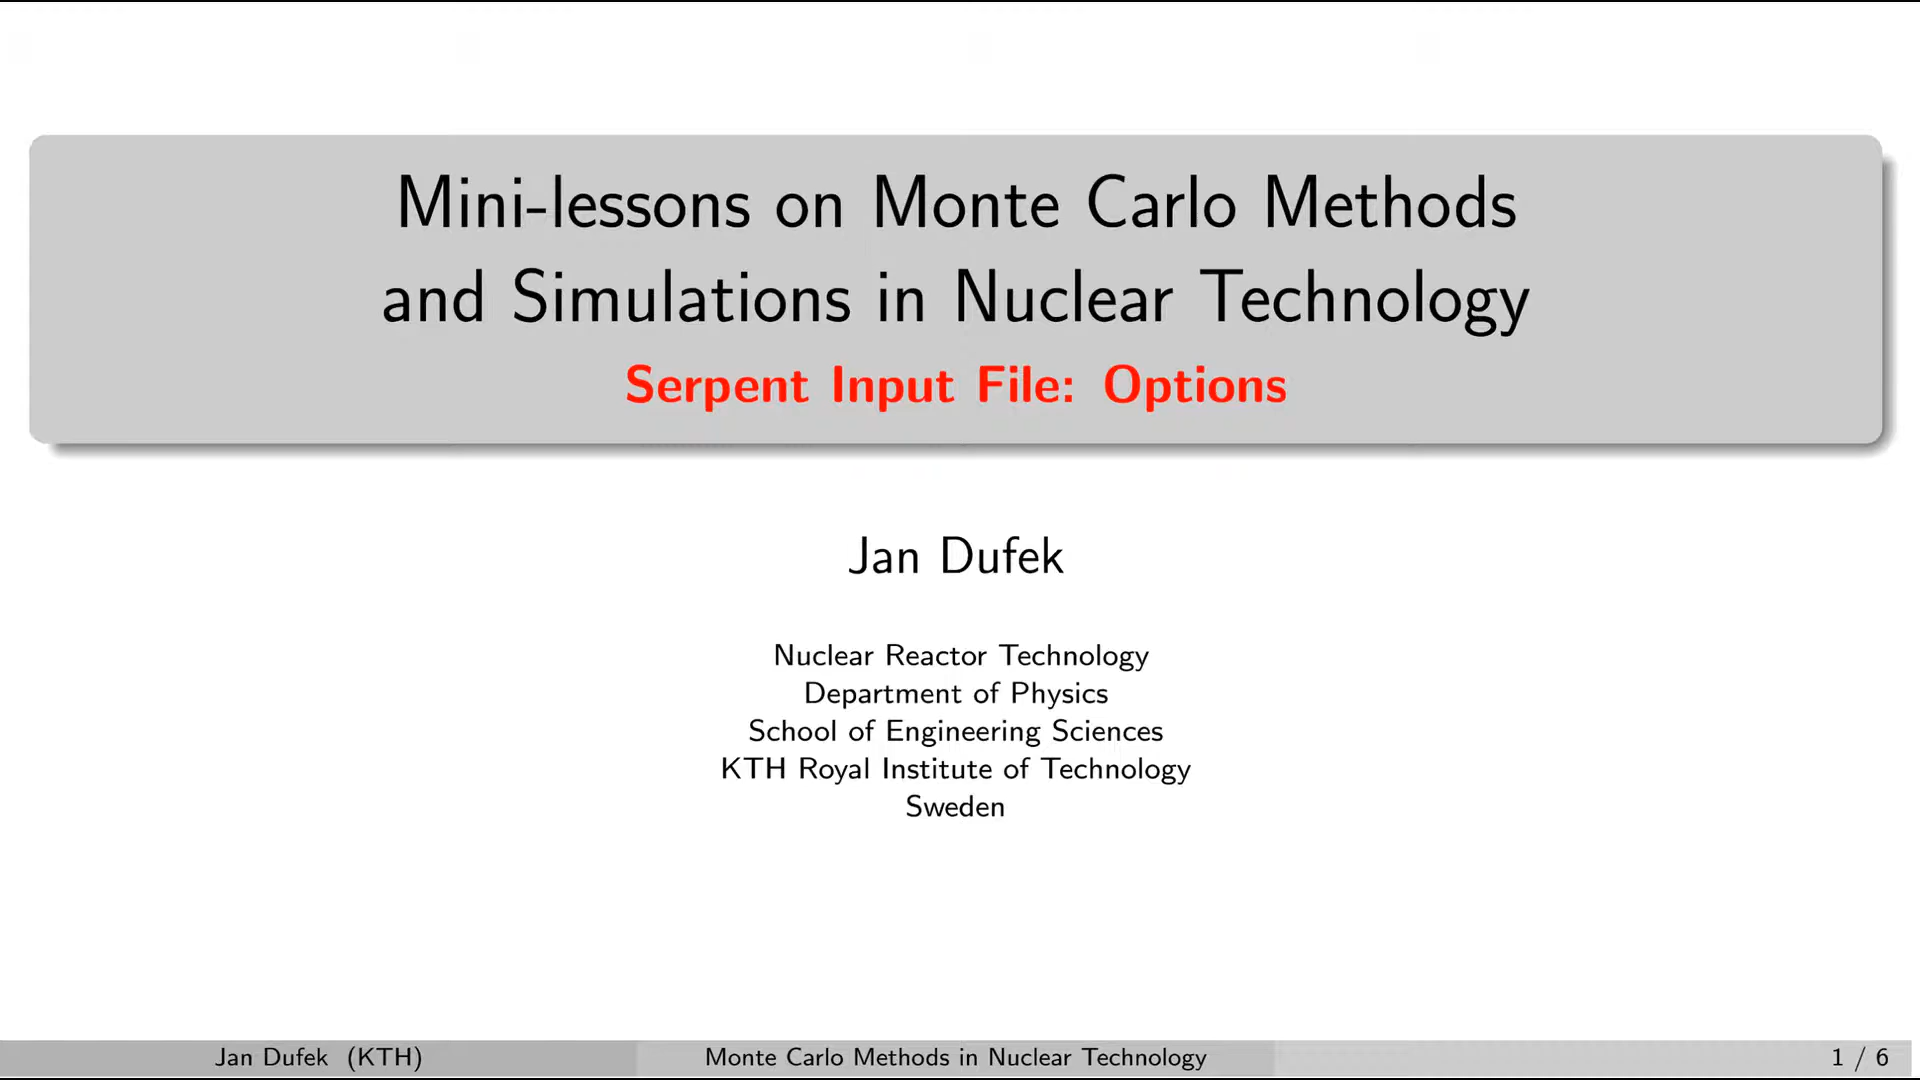 Mini-lessons on Monte Carlo Methods
and Simulations in Nuclear Technology
Serpent Input File: Options
Jan Dufek
Nuclear Reactor Technology
Department of Physics
School of Engineering Sciences
KTH Royal Institute of Technology
Sweden
Jan Dufek (KTH) Monte Carlo Methods in Nuclear Technology 1 / 6